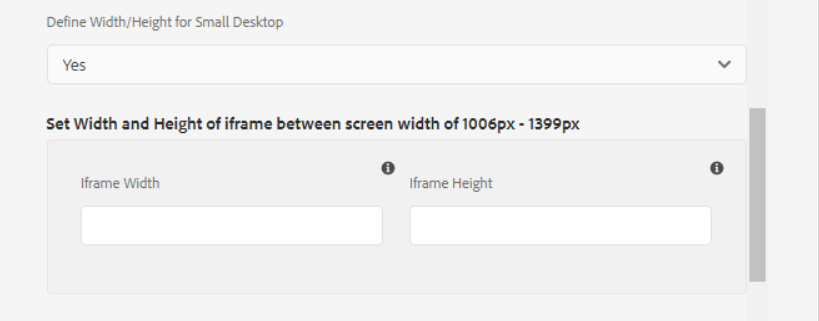 Define Width/Height for Small Desktop
Yes
Set Width and Height of iframe between screen width of 1006px - 1399px
Iframe Width
Iframe Height